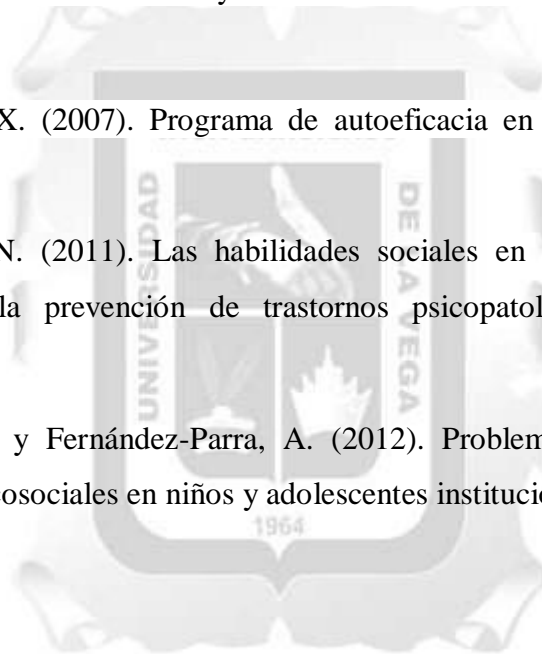 X. (2007). Programa de autoeficacia en
N. (2011). Las habilidades sociales en
la prevención de trastornos psicopatol
y Fernández-Parra, A. (2012). Problem
osociales en niños y adolescentes instituci
UNIVERSIDAD
DE LA VEGA
1964